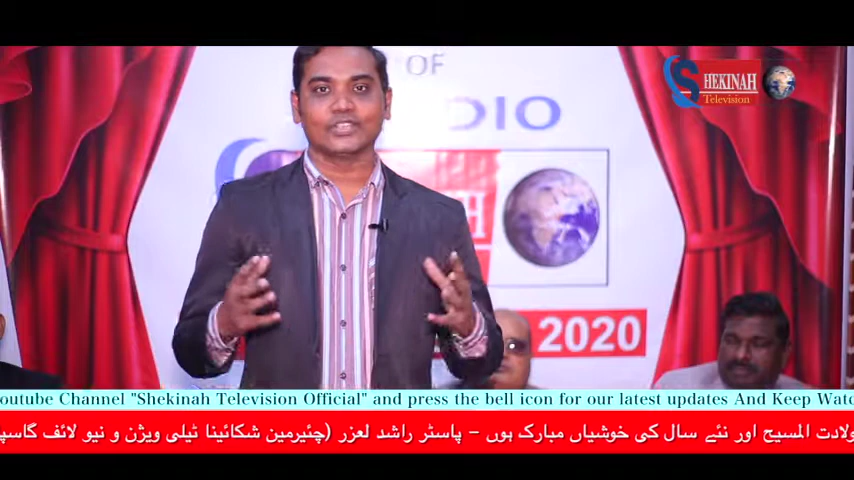 OF
DIO
SHEKINAH
Television
2020
Youtube Channel "Shekinah Television Official" and press the bell icon for our latest updates And Keep Watc
ولادت المسیح اور نئے سال کی خوشیاں مبارک ہوں – پاسٹر راشد لعزر (چئیرمین شکائینا ٹیلی ویژن و نیو لائف گاسپ